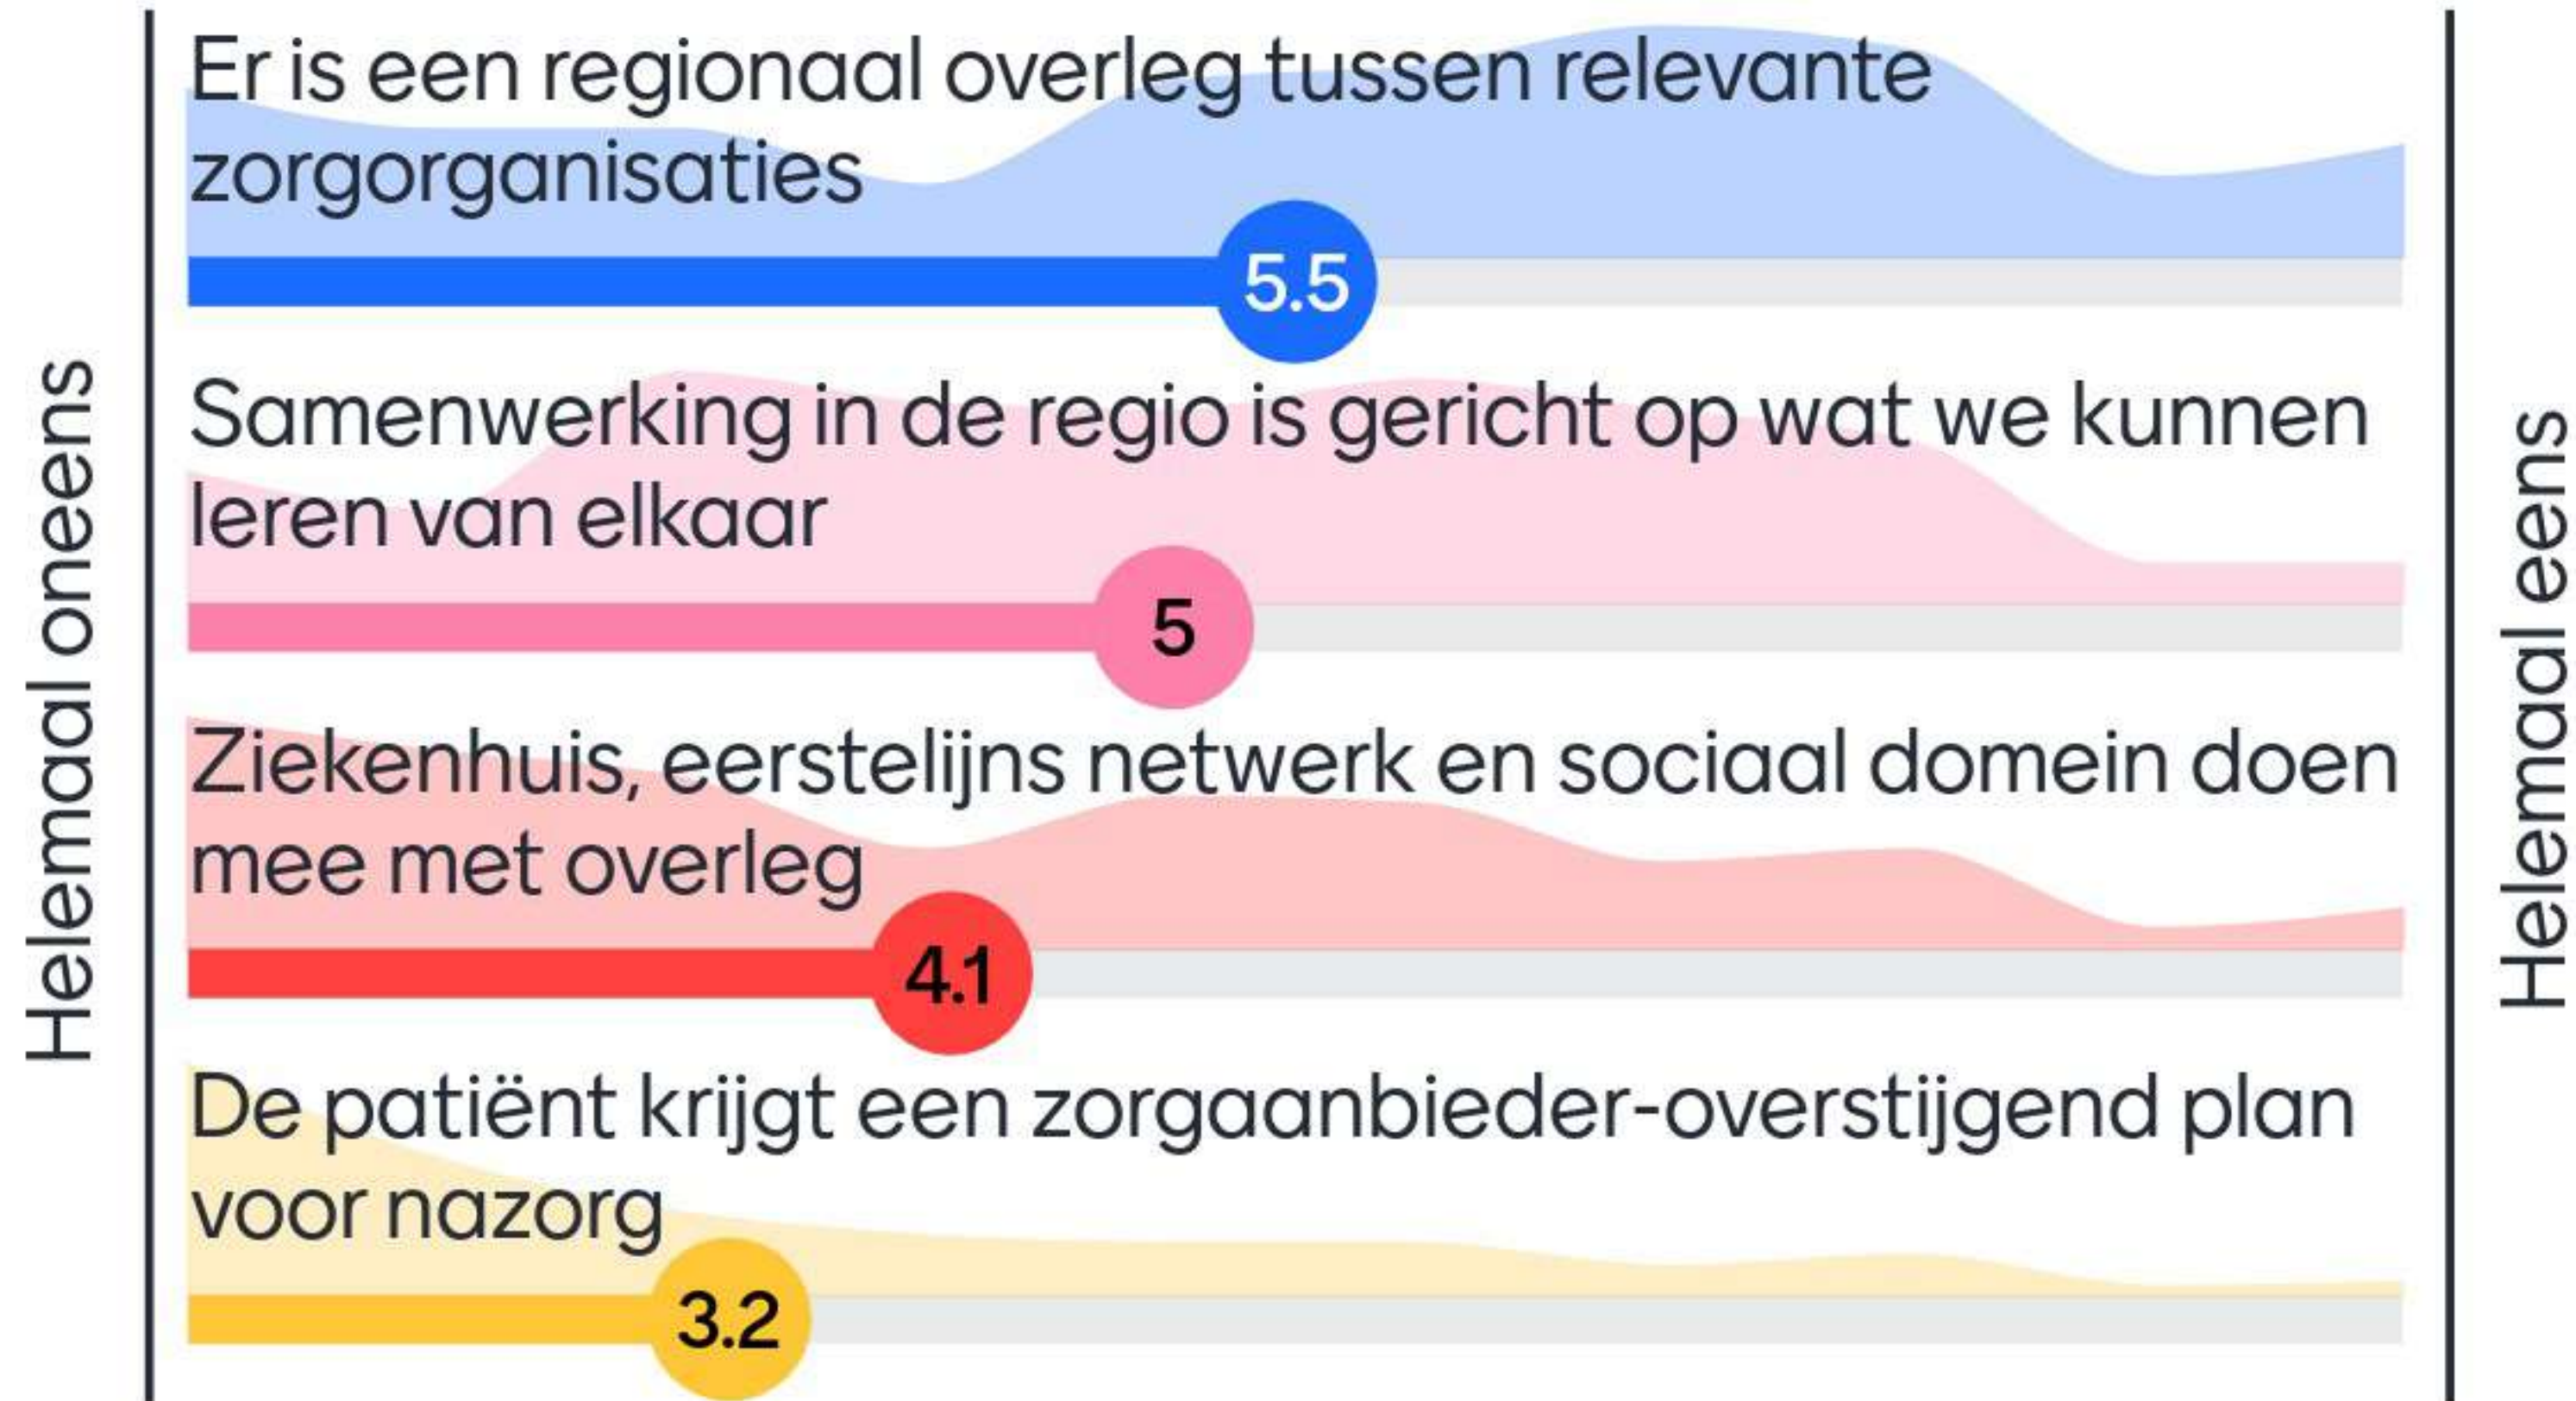 Helemaal oneens
Er is een regionaal overleg tussen relevante
zorgorganisaties
5.5
Samenwerking in de regio is gericht op wat we kunnen
leren van elkaar
5
Ziekenhuis, eerstelijns netwerk en sociaal domein doen
mee met overleg
4.1
De patiënt krijgt een zorgaanbieder-overstijgend plan
voor nazorg
3.2
Helemaal eens